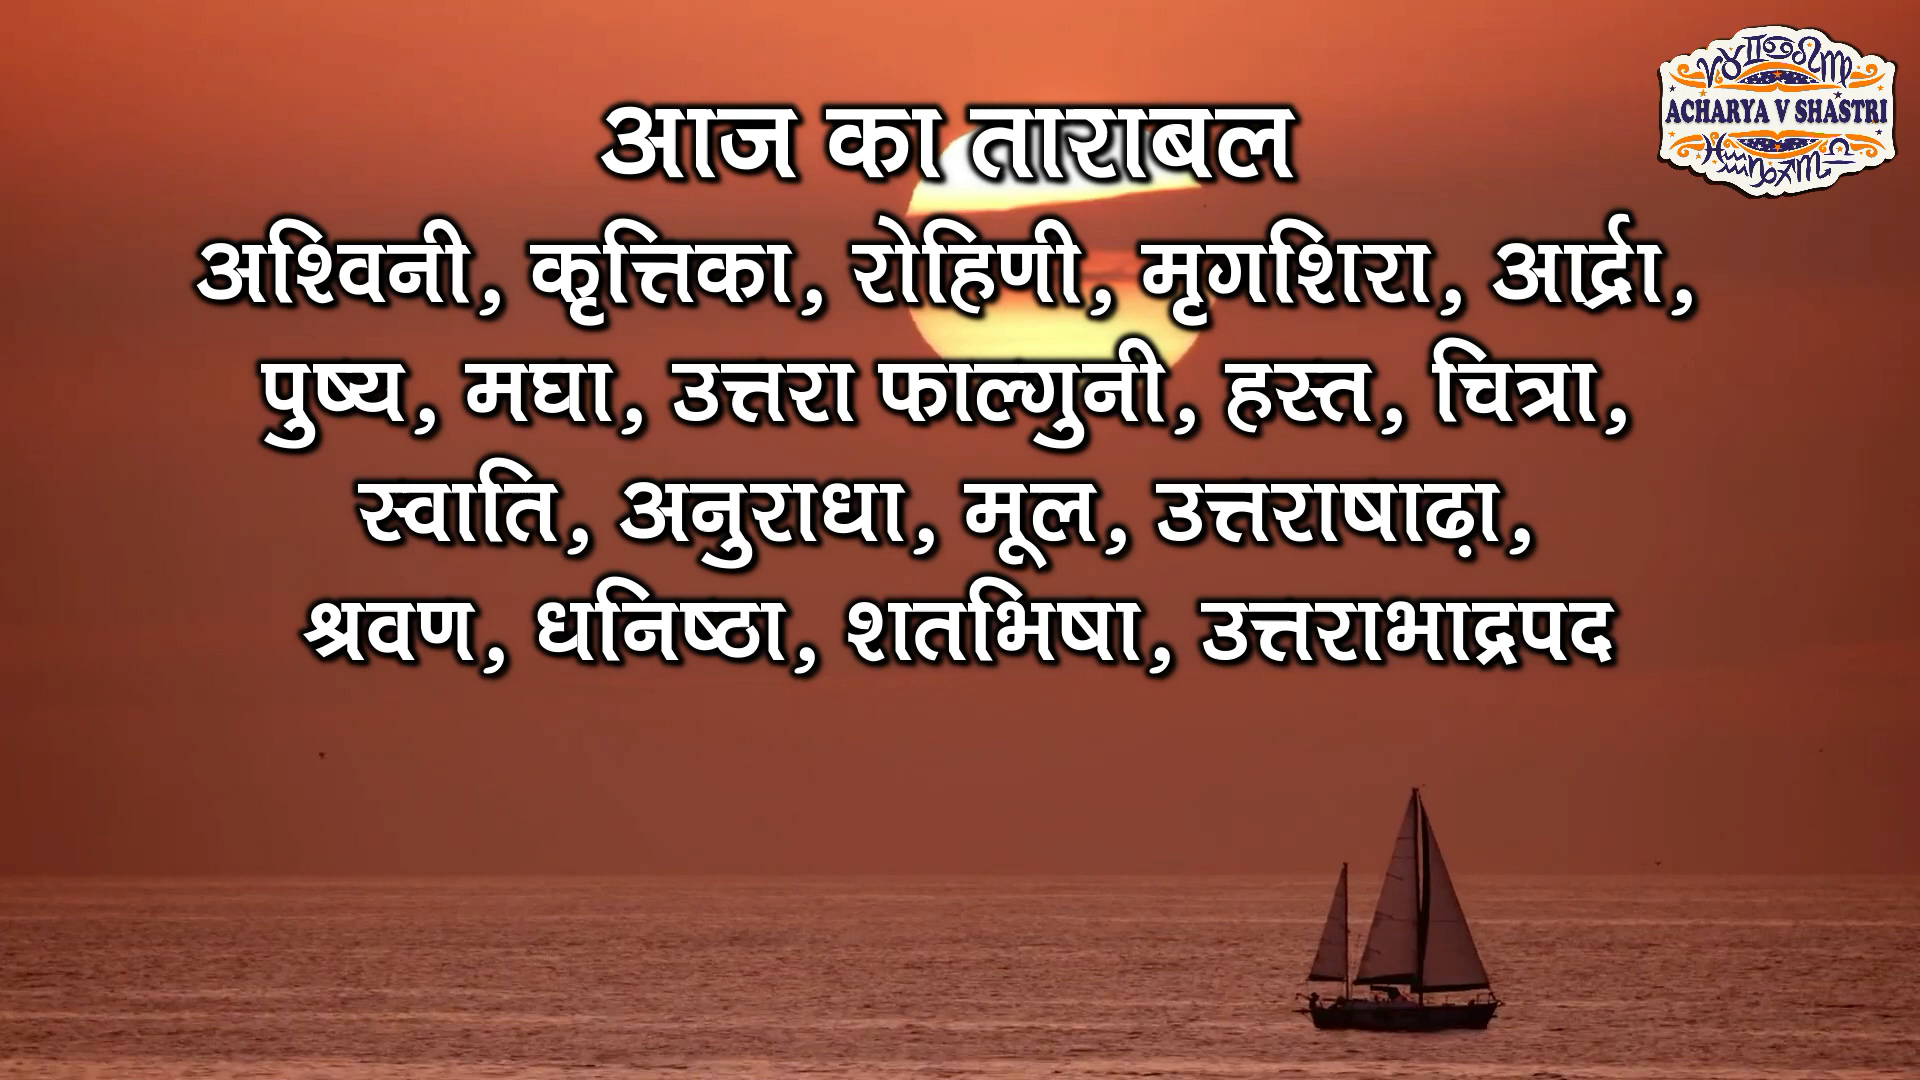 ACHARYA V SHASTRI
आज का ताराबल
अश्विनी, कृत्तिका, रोहिणी, मृगशिरा, आर्द्रा,
पुष्य, मघा, उत्तरा फाल्गुनी, हस्त, चित्रा,
स्वाति, अनुराधा, मूल, उत्तराषाढ़ा,
श्रवण, धनिष्ठा, शतभिषा, उत्तराभाद्रपद